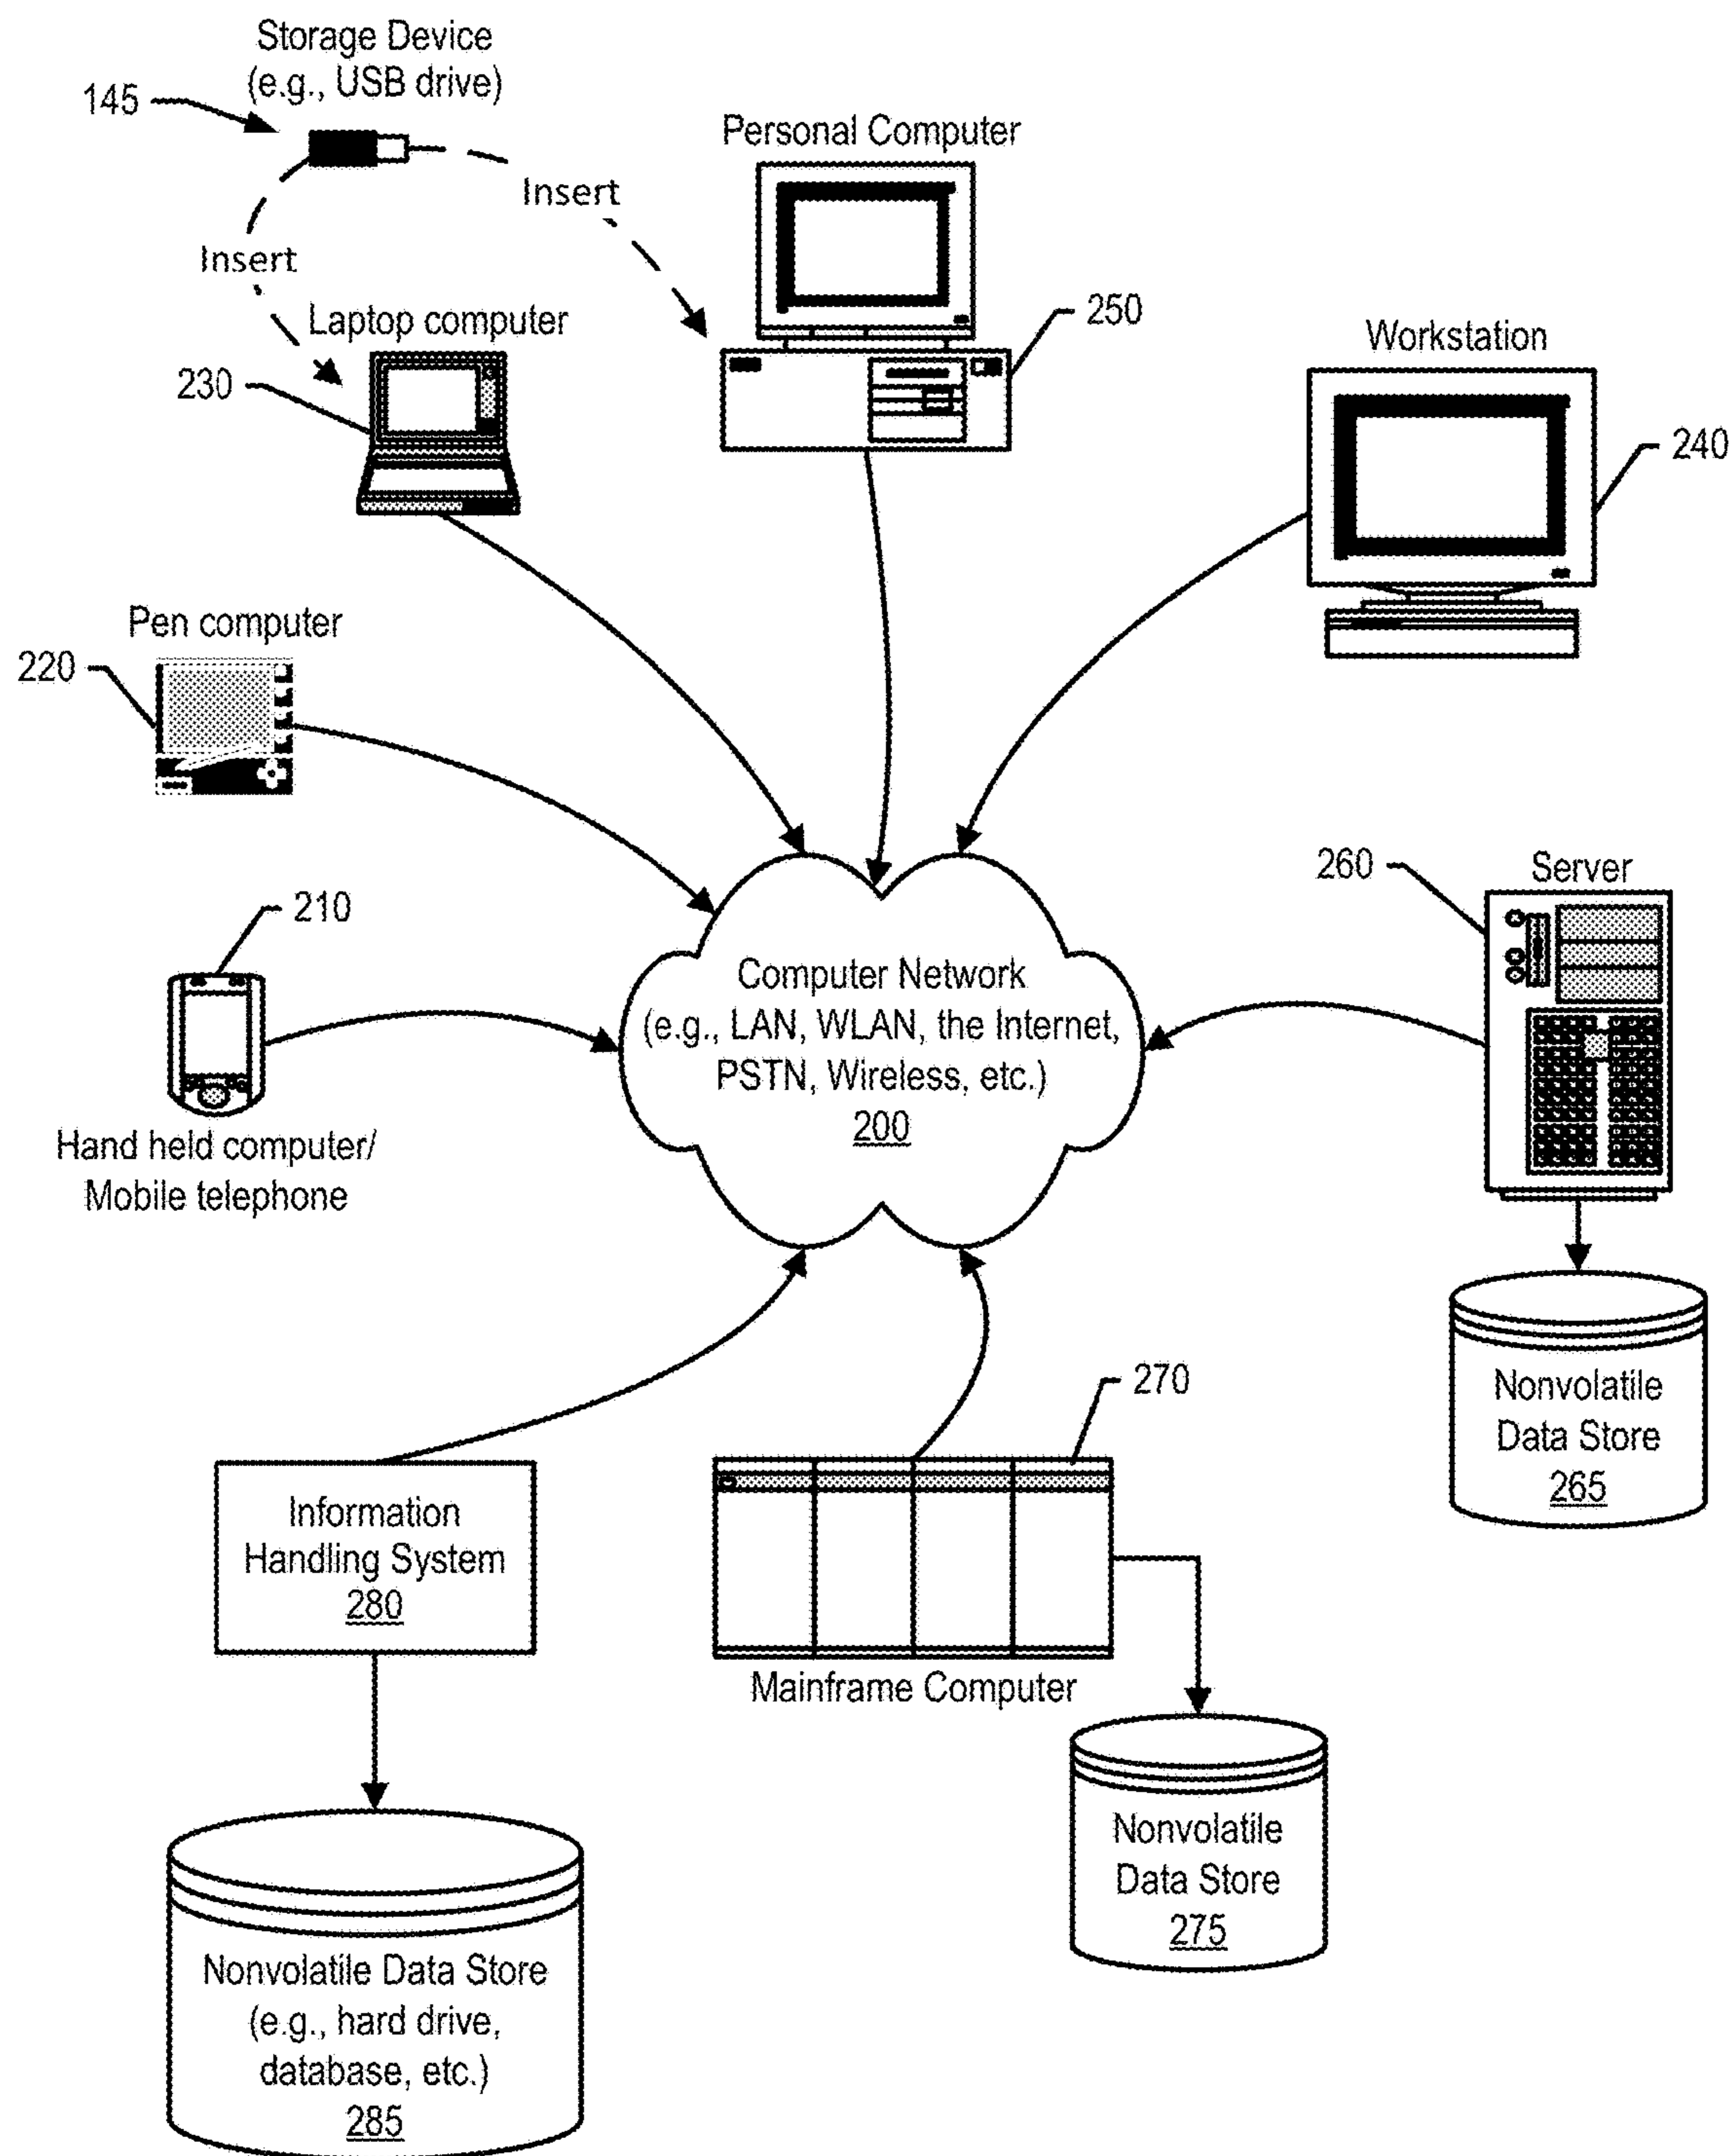 Storage Device
(e.g., USB drive)
145
Personal Computer
Insert
Insert
Laptop computer
250
Workstation
230
240
Pen computer
220
260
Server
210
Computer Network
(e.g., LAN, WLAN, the Internet,
PSTN, Wireless, etc.)
200
Hand held computer/
Mobile telephone
270
Nonvolatile
Data Store
265
Information
Handling System
280
Mainframe Computer
Nonvolatile
Data Store
275
Nonvolatile Data Store
(e.g., hard drive,
database, etc.)
285